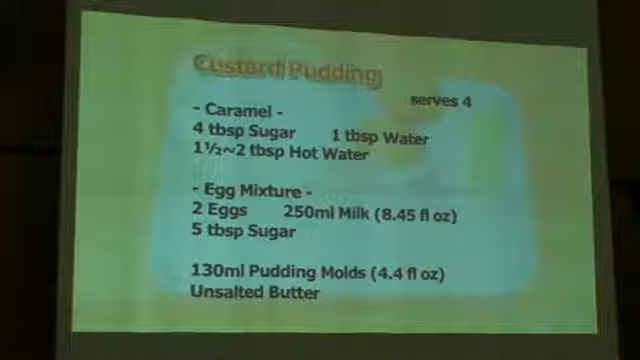 Custard Pudding
serves 4
- Caramel -
4 tbsp Sugar 1 tbsp Water
1½~2 tbsp Hot Water
- Egg Mixture -
2 Eggs 250ml Milk (8.45 fl oz)
5 tbsp Sugar
130ml Pudding Molds (4.4 fl oz)
Unsalted Butter